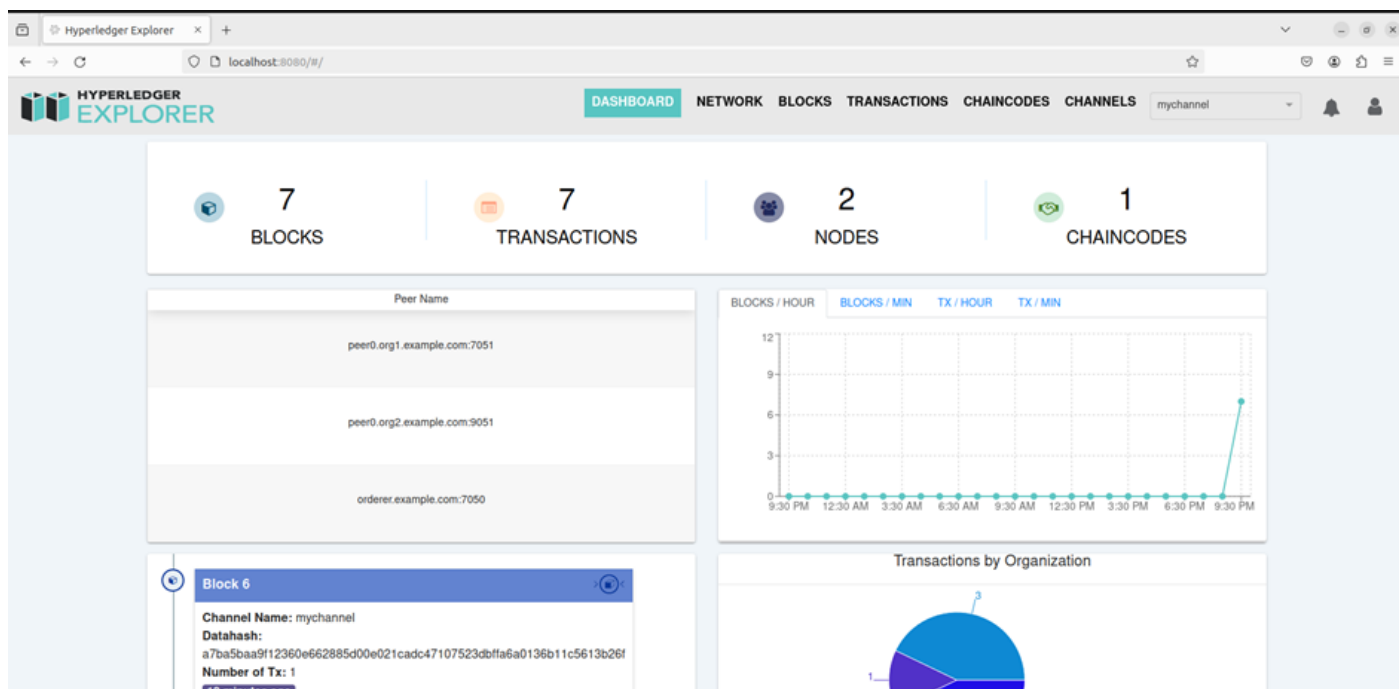 Hyperledger Explorer
localhost:8080/#/
HYPERLEDGER
EXPLORER
DASHBOARD NETWORK BLOCKS TRANSACTIONS CHAINCODES CHANNELS mychannel
7
BLOCKS
7
TRANSACTIONS
2
NODES
1
CHAINCODES
Peer Name
peer0.org1.example.com:7051
peer0.org2.example.com:9051
orderer.example.com:7050
BLOCKS / HOUR BLOCKS / MIN TX / HOUR TX / MIN
12
9
6
3
0
9:30 PM 12:30 AM 3:30 AM 6:30 AM 9:30 AM 12:30 PM 3:30 PM 6:30 PM 9:30 PM
Block 6
Channel Name: mychannel
Datahash:
a7ba5baa9f12360e662885d00e021cadc47107523dbffa6a0136b11c5613b26f
Number of Tx: 1
Transactions by Organization
3
1